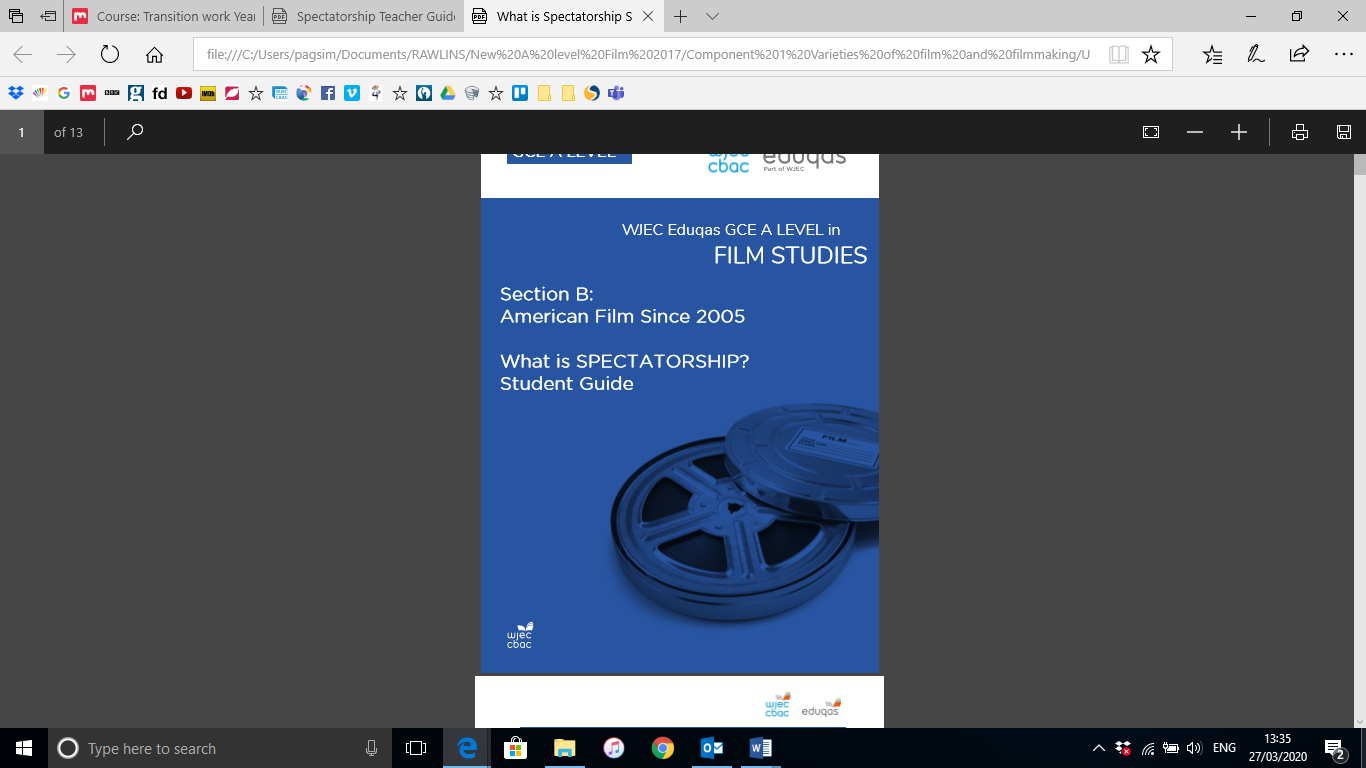 Course: Transition work Year
Spectatorship Teacher Guide
What is Spectatorship S
file:///C:/Users/pagsim/Documents/RAWLINS/New%20A%20level%20Film%202017/Component%201%20Varieties%20of%20film%20and%20filmmaking/U
1 of 13
GCE A LEVEL
wjec
cbac
eduqas
Part of WJEC
WJEC Eduqas GCE A LEVEL in
FILM STUDIES
Section B:
American Film Since 2005
What is SPECTATORSHIP?
Student Guide
FILM
wjec
cbac
wjec
cbac
eduqas
Type here to search
ENG
13:35
27/03/2020
2